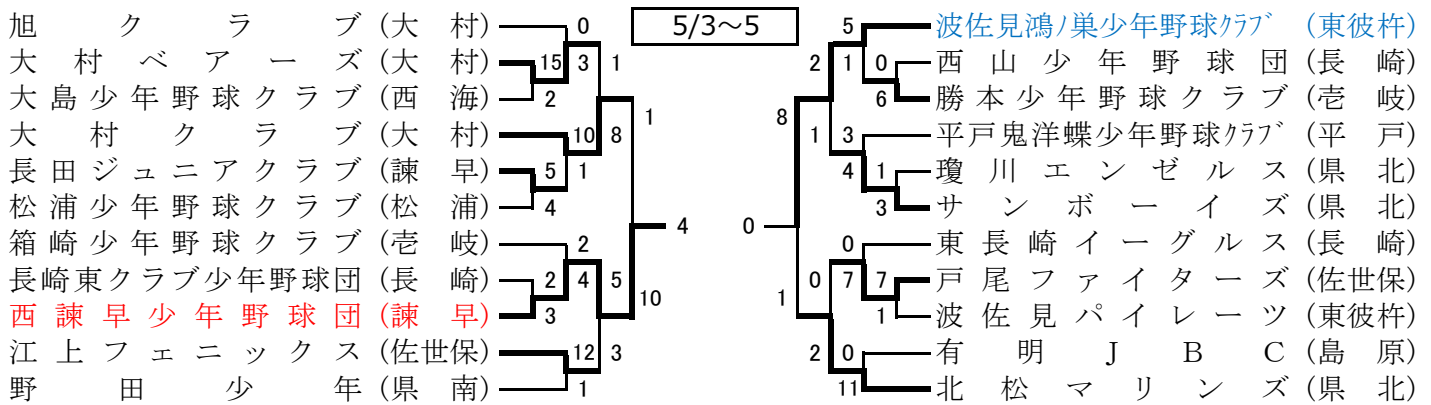 旭クラブ(大村) 0 5/3～5 5 波佐見鴻ノ巣少年野球クラブ (東彼杵)
大村ベアーズ(大村) 15 3 1 2 1 0 西山少年野球団(長崎)
大島少年野球クラブ(西海) 2 1 8 6 勝本少年野球クラブ(壱岐)
大村クラブ(大村) 10 8 1 3 平戸鬼洋蝶少年野球クラブ(平戸)
長田ジュニアクラブ(諫早) 5 1 4 1 瓊川エンゼルス(県北)
松浦少年野球クラブ(松浦) 4 4 0 3 サンボーイズ(県北)
箱崎少年野球クラブ(壱岐) 2 0 東長崎イーグルス(長崎)
長崎東クラブ少年野球団(長崎) 2 4 5 10 1 0 7 7 戸尾ファイターズ(佐世保)
西諫早少年野球団(諫早) 3 1 波佐見パイレーツ(東彼杵)
江上フェニックス(佐世保) 12 3 2 0 有明JBC(島原)
野田少年(県南) 1 11 北松マリンズ(県北)